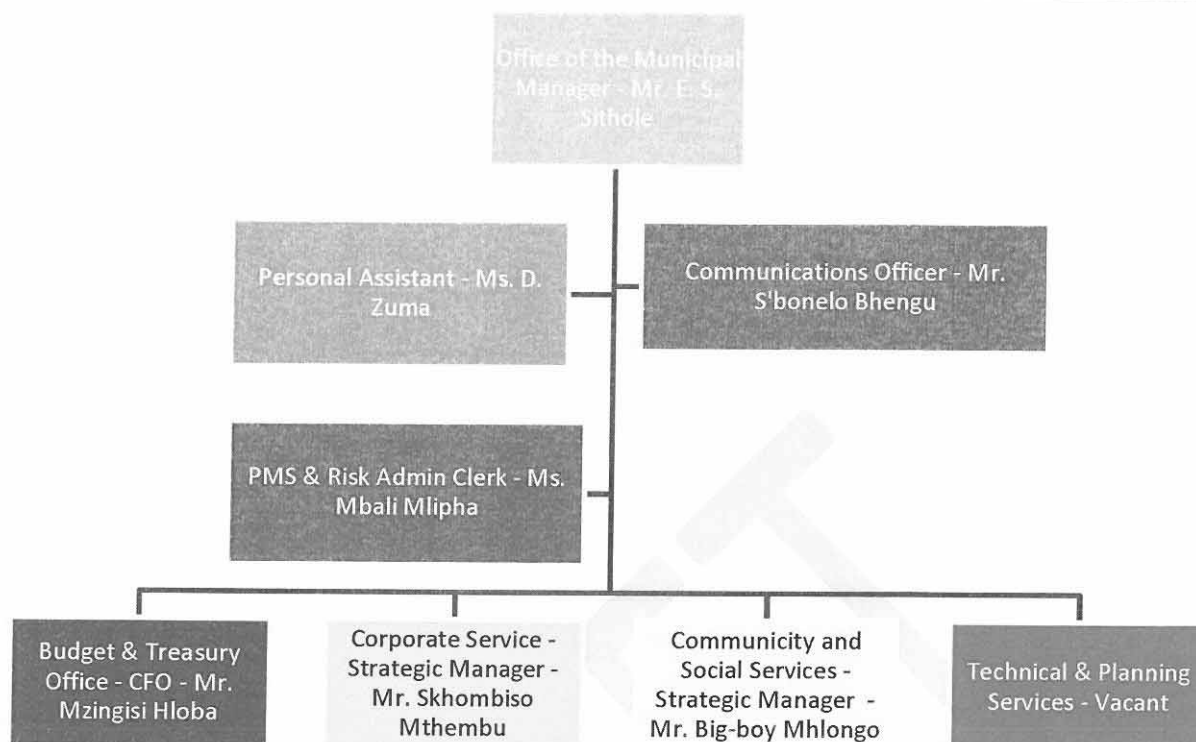 Office of the Municipal
Manager - Mr. E. S.
Sithole
Personal Assistant - Ms. D.
Zuma
Communications Officer - Mr.
S'bonelo Bhengu
PMS & Risk Admin Clerk - Ms.
Mbali Mlipha
Budget & Treasury
Office - CFO - Mr.
Mzingisi Hloba
Corporate Service -
Strategic Manager -
Mr. Skhombiso
Mthembu
Communicity and
Social Services -
Strategic Manager -
Mr. Big-boy Mhlongo
Technical & Planning
Services - Vacant